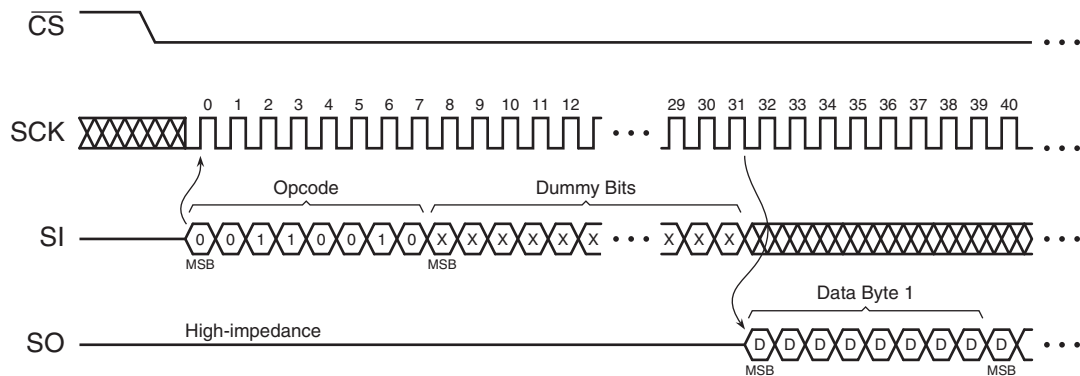 CS
SCK 0 1 2 3 4 5 6 7 8 9 10 11 12 29 30 31 32 33 34 35 36 37 38 39 40
Opcode Dummy Bits
SI 0 0 1 1 0 0 1 0 X X X X X X X X X
MSB MSB
Data Byte 1
High-impedance
SO D D D D D D D D D
MSB MSB